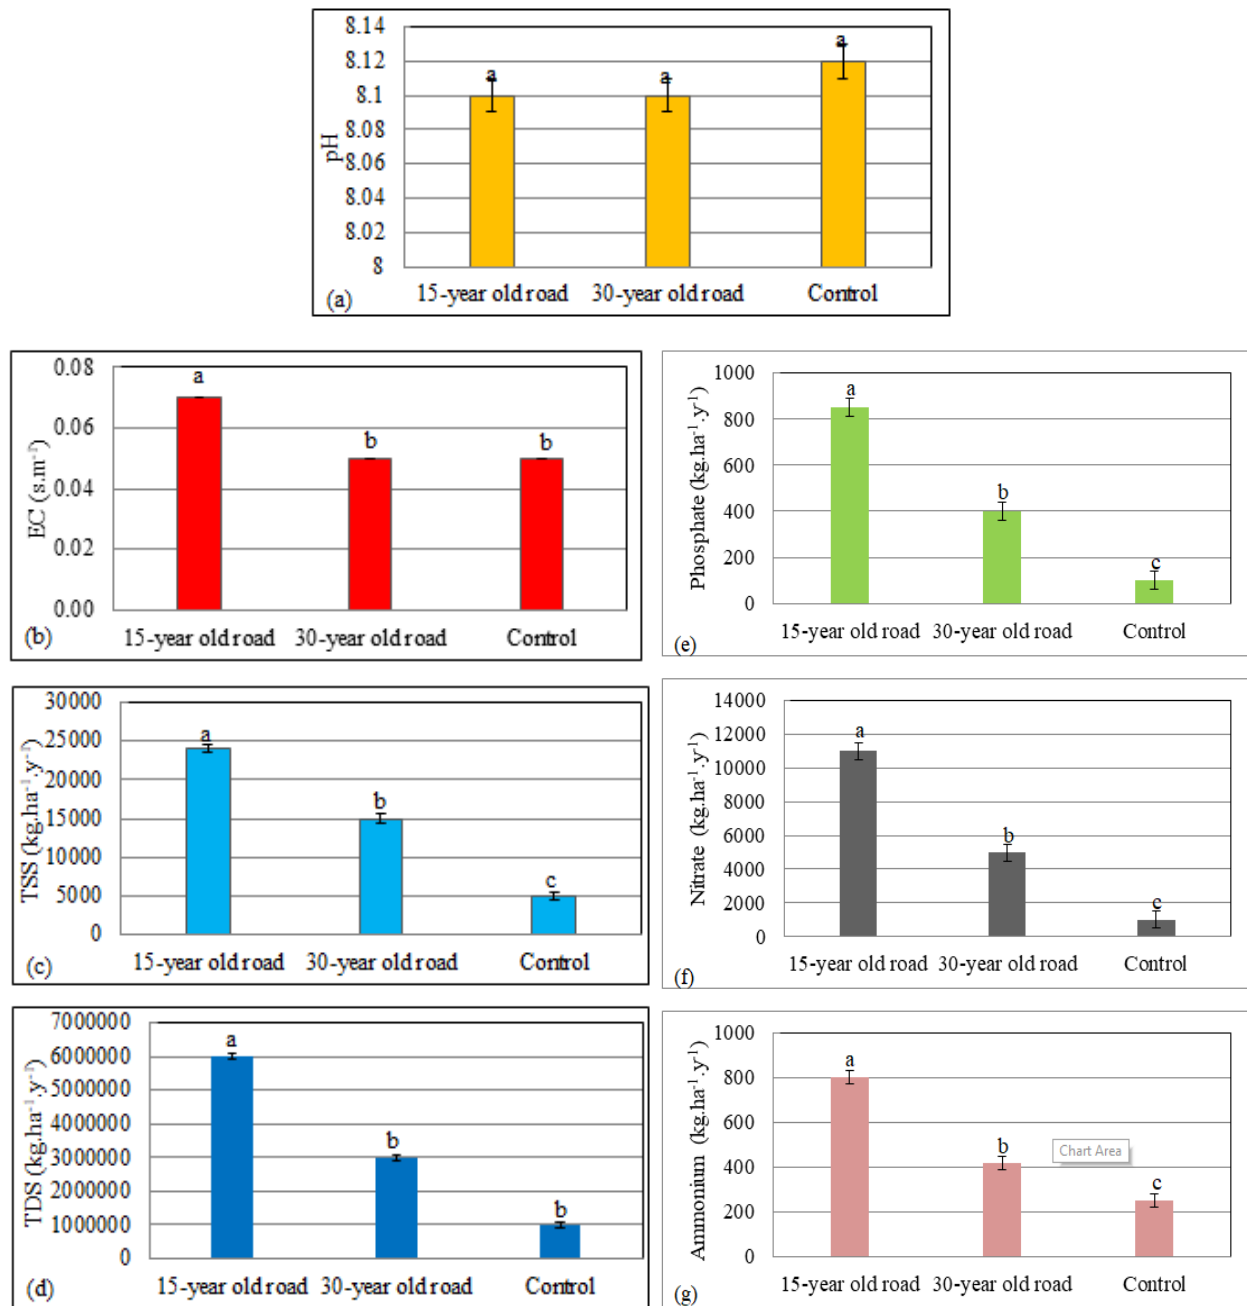 8.14
8.12
8.1
8.08
8.06
8.04
8.02
8
pH
a
a
a
15-year old road 30-year old road Control
(a)
0.08
0.06
0.04
0.02
0.00
EC (s.m⁻¹)
a
b
b
15-year old road 30-year old road Control
(b)
1000
800
600
400
200
0
Phosphate (kg.ha⁻¹.y⁻¹)
a
b
c
15-year old road 30-year old road Control
(e)
30000
25000
20000
15000
10000
5000
0
TSS (kg.ha⁻¹.y⁻¹)
a
b
c
15-year old road 30-year old road Control
(c)
14000
12000
10000
8000
6000
4000
2000
0
Nitrate (kg.ha⁻¹.y⁻¹)
a
b
c
15-year old road 30-year old road Control
(f)
7000000
6000000
5000000
4000000
3000000
2000000
1000000
0
TDS (kg.ha⁻¹.y⁻¹)
a
b
b
15-year old road 30-year old road Control
(d)
1000
800
600
400
200
0
Ammonium (kg.ha⁻¹.y⁻¹)
a
b
c
Chart Area
15-year old road 30-year old road Control
(g)